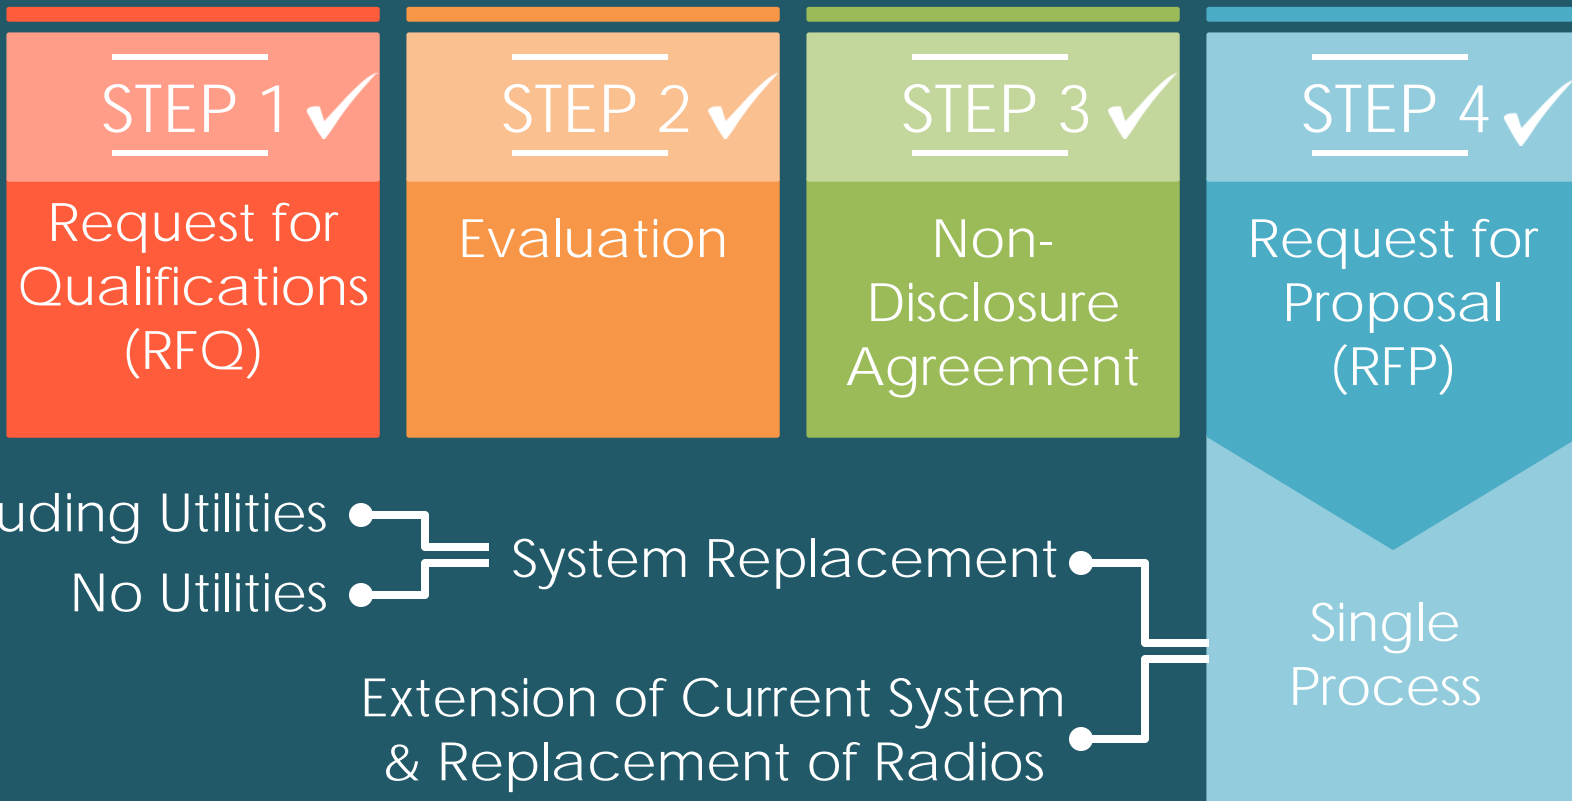 STEP 1
STEP 2
STEP 3
STEP 4
Request for
Qualifications
(RFQ)
Evaluation
Non-
Disclosure
Agreement
Request for
Proposal
(RFP)
Utilities
No Utilities
System Replacement
Extension of Current System
& Replacement of Radios
Single
Process